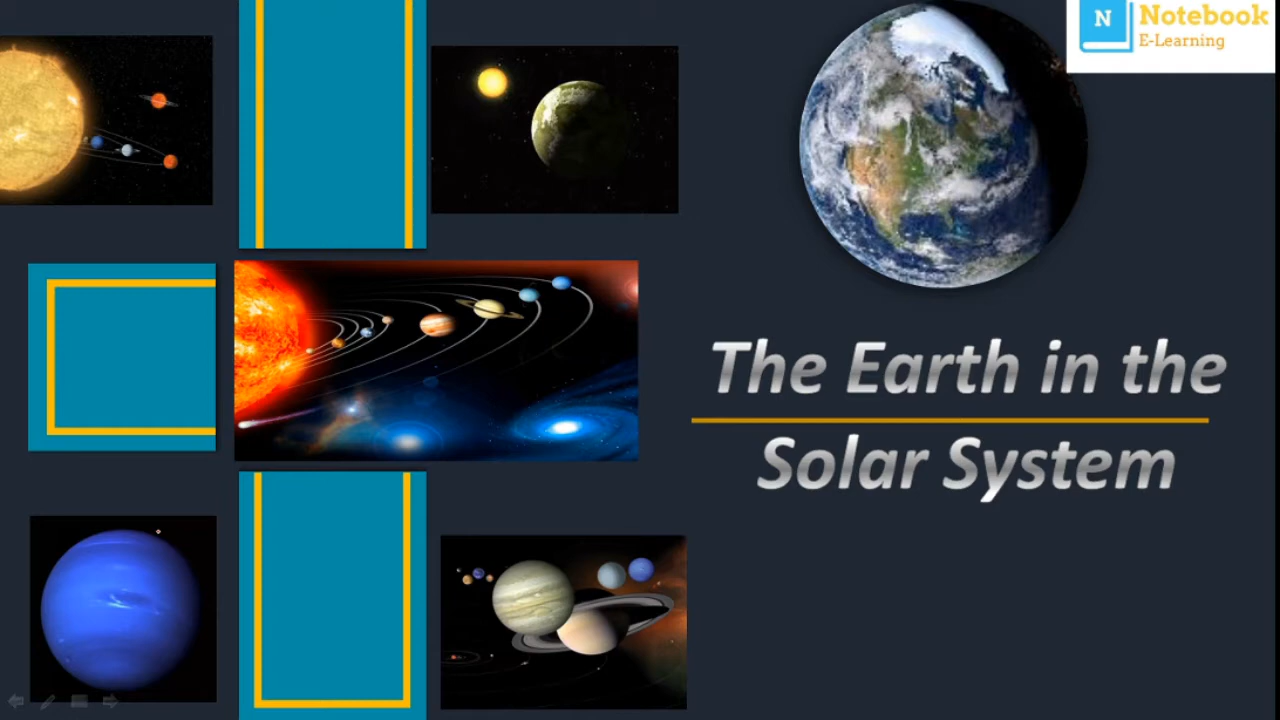 N
Notebook
E-Learning
The Earth in the
Solar System